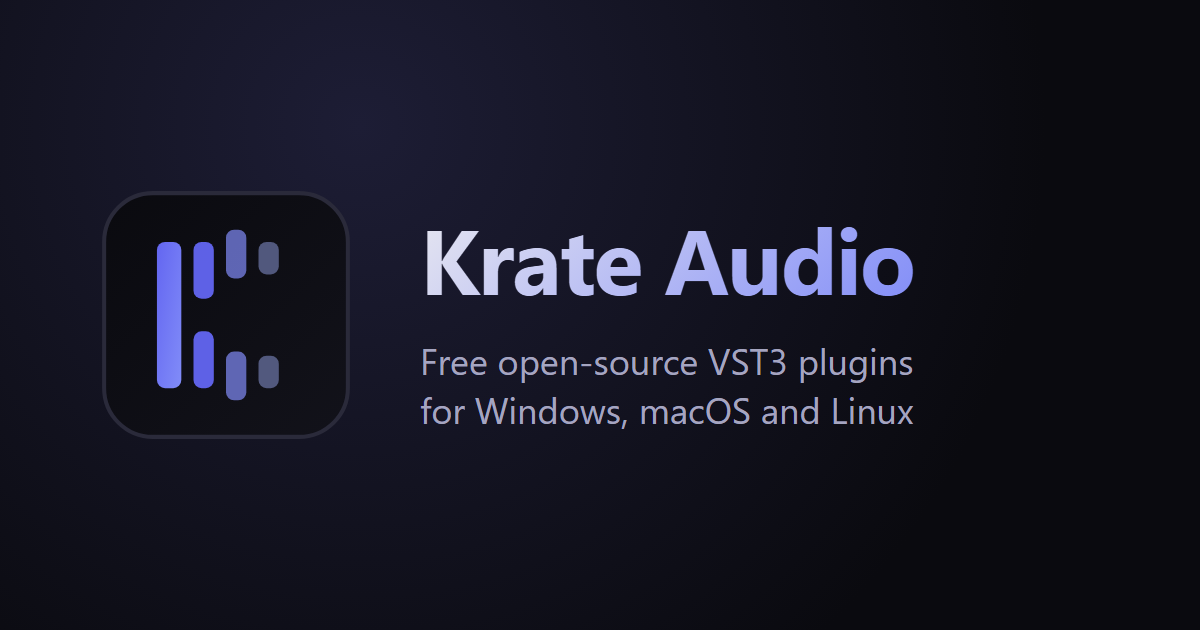 Krate Audio
Free open-source VST3 plugins
for Windows, macOS and Linux